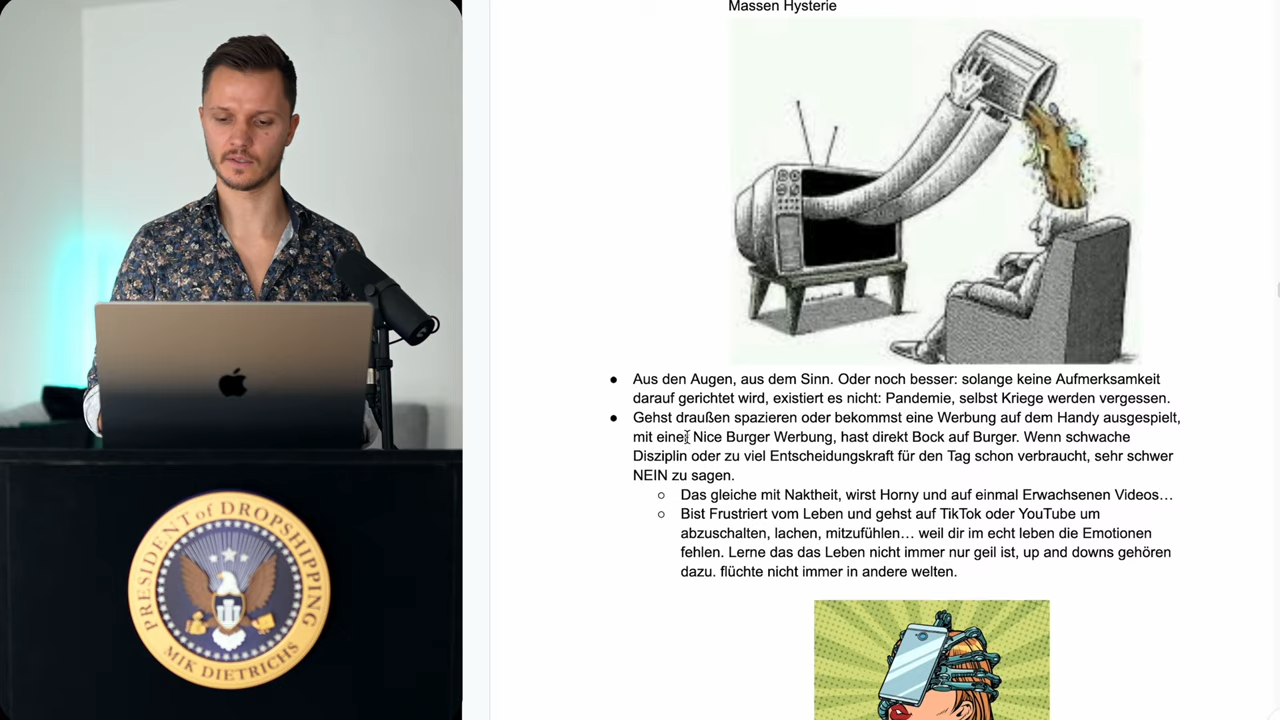 Massen Hysterie
● Aus den Augen, aus dem Sinn. Oder noch besser: solange keine Aufmerksamkeit
darauf gerichtet wird, existiert es nicht: Pandemie, selbst Kriege werden vergessen.
● Gehst draußen spazieren oder bekommst eine Werbung auf dem Handy ausgespielt,
mit einer Nice Burger Werbung, hast direkt Bock auf Burger. Wenn schwache
Disziplin oder zu viel Entscheidungskraft für den Tag schon verbraucht, sehr schwer
NEIN zu sagen.
○ Das gleiche mit Naktheit, wirst Horny und auf einmal Erwachsenen Videos…
○ Bist Frustriert vom Leben und gehst auf TikTok oder YouTube um
abzuschalten, lachen, mitzufühlen… weil dir im echt leben die Emotionen
fehlen. Lerne das das Leben nicht immer nur geil ist, up and downs gehören
dazu. flüchte nicht immer in andere welten.
PRESIDENT of DROPSHIPPING
MIK DIETRICHS